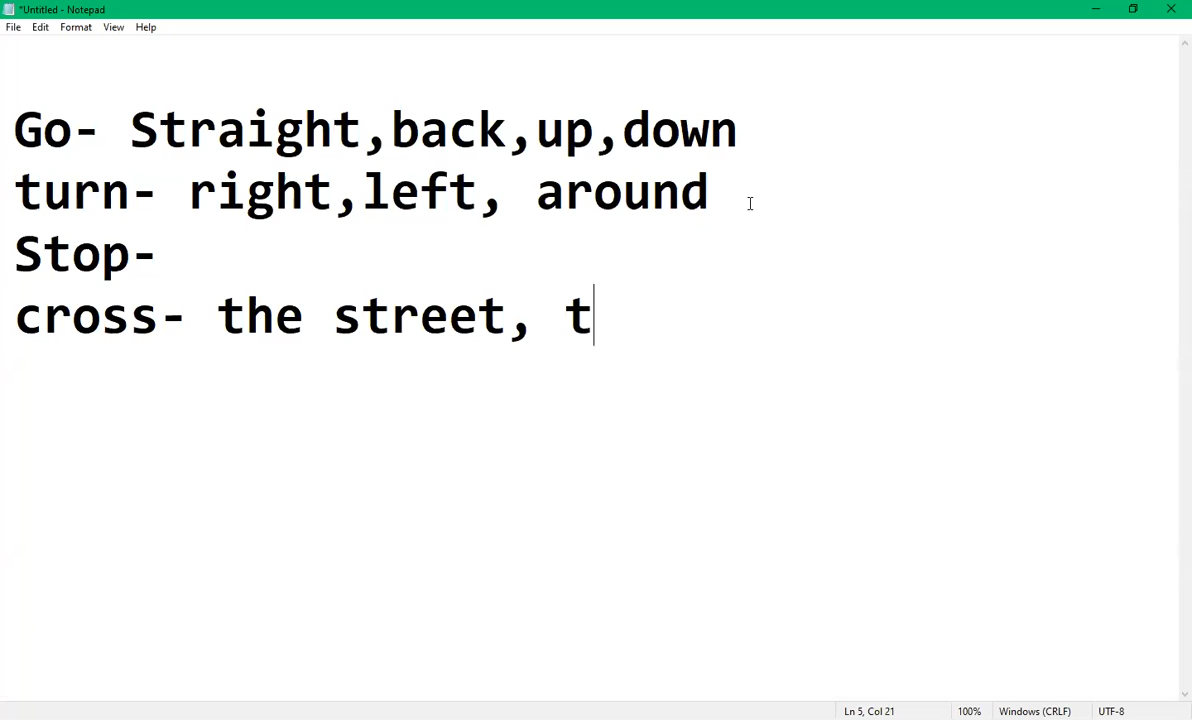 *Untitled - Notepad
File Edit Format View Help
Go- Straight,back,up,down
turn- right,left, around
Stop-
cross- the street, t
Ln 5, Col 21 100% Windows (CRLF) UTF-8